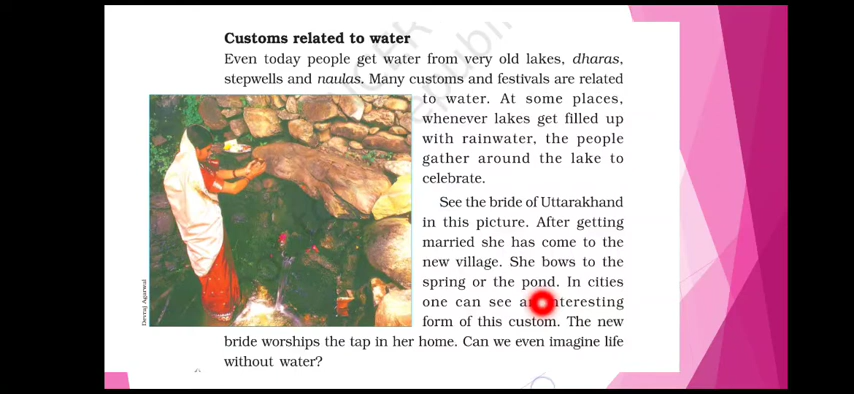 Customs related to water
Even today people get water from very old lakes, dharas,
stepwells and naulas. Many customs and festivals are related
to water. At some places,
whenever lakes get filled up
with rainwater, the people
gather around the lake to
celebrate.
See the bride of Uttarakhand
in this picture. After getting
married she has come to the
new village. She bows to the
spring or the pond. In cities
one can see an interesting
form of this custom. The new
bride worships the tap in her home. Can we even imagine life
without water?
Devraj Agarwal